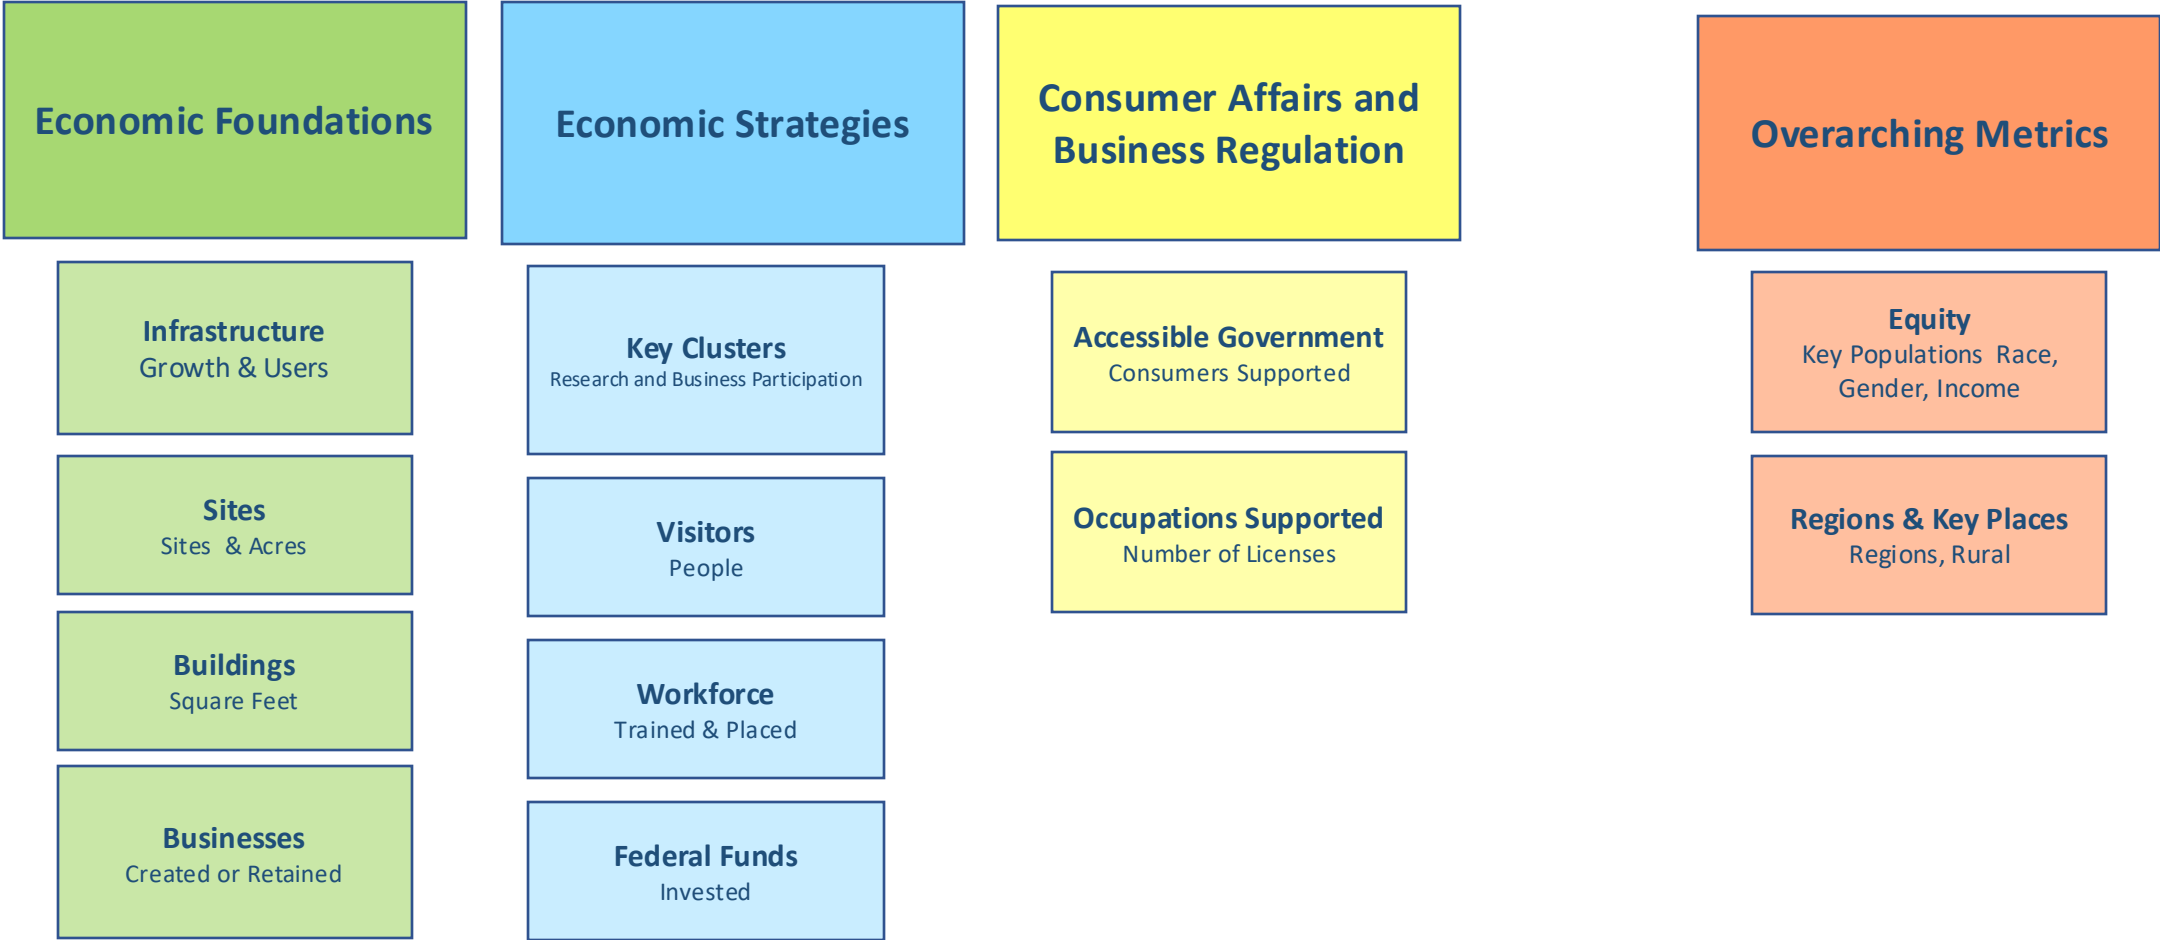 Economic Foundations
Infrastructure
Growth & Users
Sites
Sites & Acres
Buildings
Square Feet
Businesses
Created or Retained
Economic Strategies
Key Clusters
Research and Business Participation
Visitors
People
Workforce
Trained & Placed
Federal Funds
Invested
Consumer Affairs and
Business Regulation
Accessible Government
Consumers Supported
Occupations Supported
Number of Licenses
Overarching Metrics
Equity
Key Populations Race,
Gender, Income
Regions & Key Places
Regions, Rural